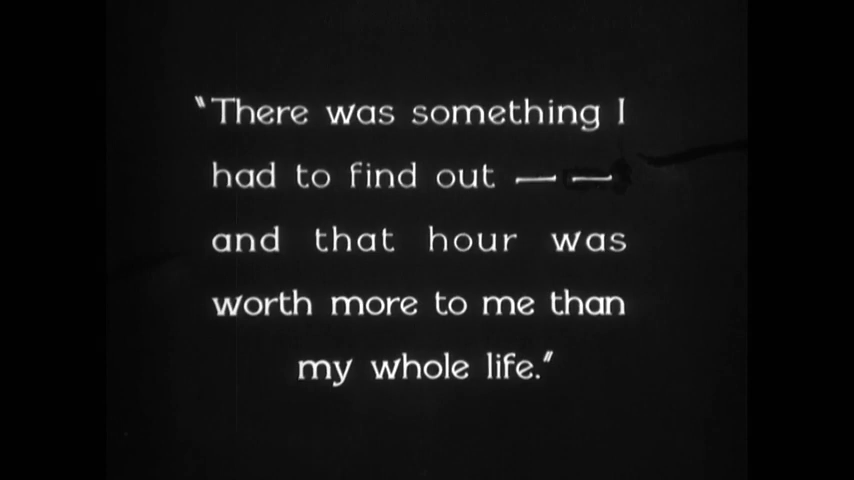 "There was something I
had to find out — —
and that hour was
worth more to me than
my whole life."